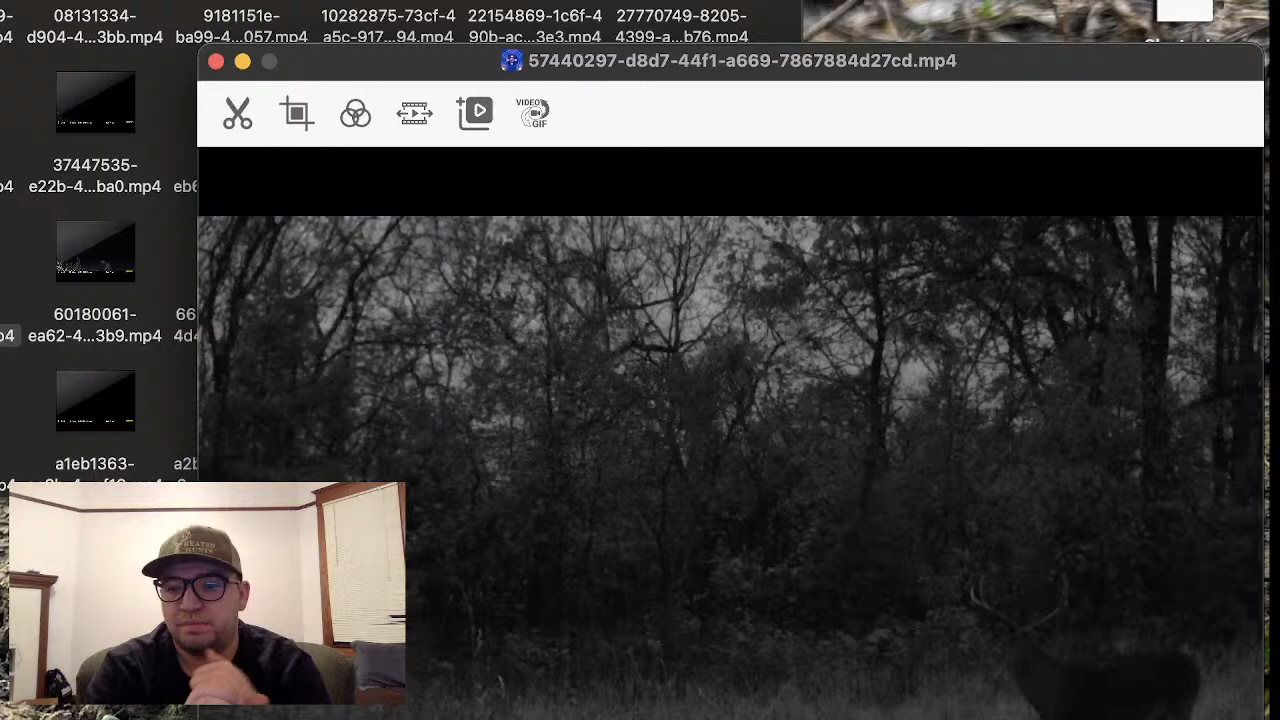 08131334-
d904-4...3bb.mp4
9181151e-
ba99-4...057.mp4
10282875-73cf-4
a5c-917....94.mp4
22154869-1c6f-4
90b-ac...3e3.mp4
27770749-8205-
4399-a...b76.mp4
57440297-d8d7-44f1-a669-7867884d27cd.mp4
VIDEO
GIF
37447535-
e22b-4...ba0.mp4
60180061-
ea62-4...3b9.mp4
a1eb1363-
HUNTS